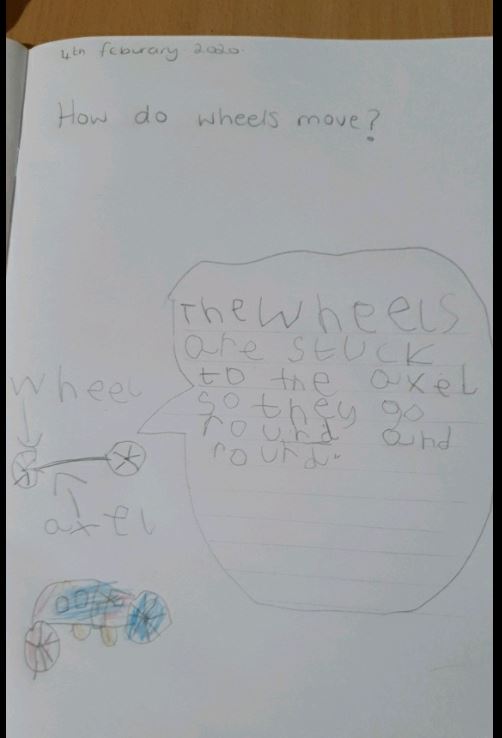 4th feburary 2020.
How do wheels move?
The wheels
are stuck
to the axel
so they go
round and
round.
wheel
axel